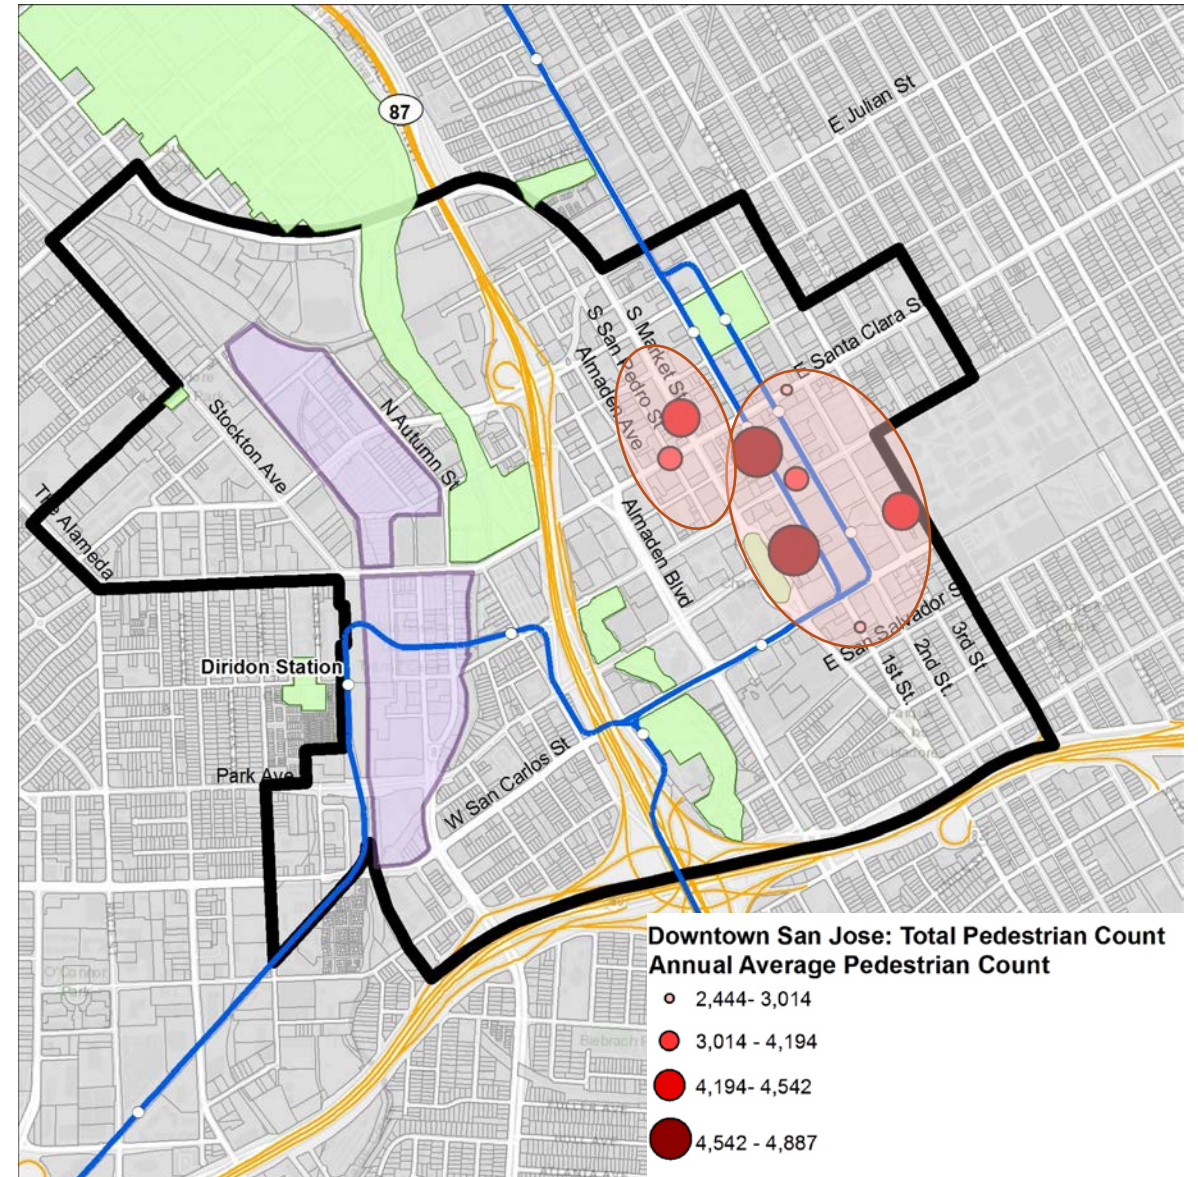 87
E Julian St
E Santa Clara S
S Market St
S San Pedro St
Almaden Ave
N Autumn St
Stockton Ave
The Alameda
Almaden Blvd
Diridon Station
E San Salvador S
3rd St
2nd St.
1st St.
Park Ave
W San Carlos St
O'Connor
Park
Biebrach
Downtown San Jose: Total Pedestrian Count
Annual Average Pedestrian Count
2,444- 3,014
3,014 - 4,194
4,194- 4,542
4,542 - 4,887